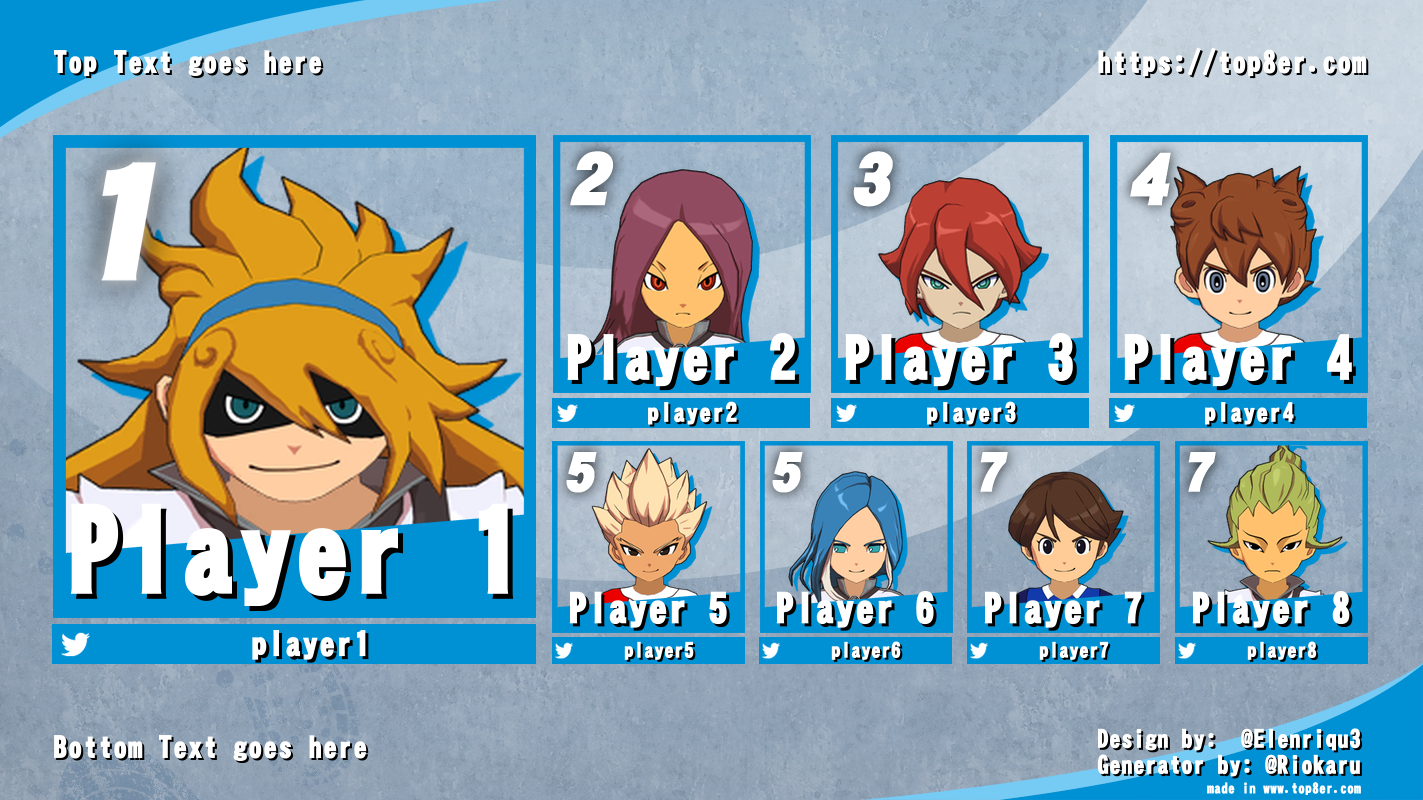 Top Text goes here
https://top8er.com
1
Player 1
player1
2
Player 2
player2
3
Player 3
player3
4
Player 4
player4
5
Player 5
player5
5
Player 6
player6
7
Player 7
player7
7
Player 8
player8
Bottom Text goes here
Design by: @Elenriqu3
Generator by: @Riokaru
made in www.top8er.com